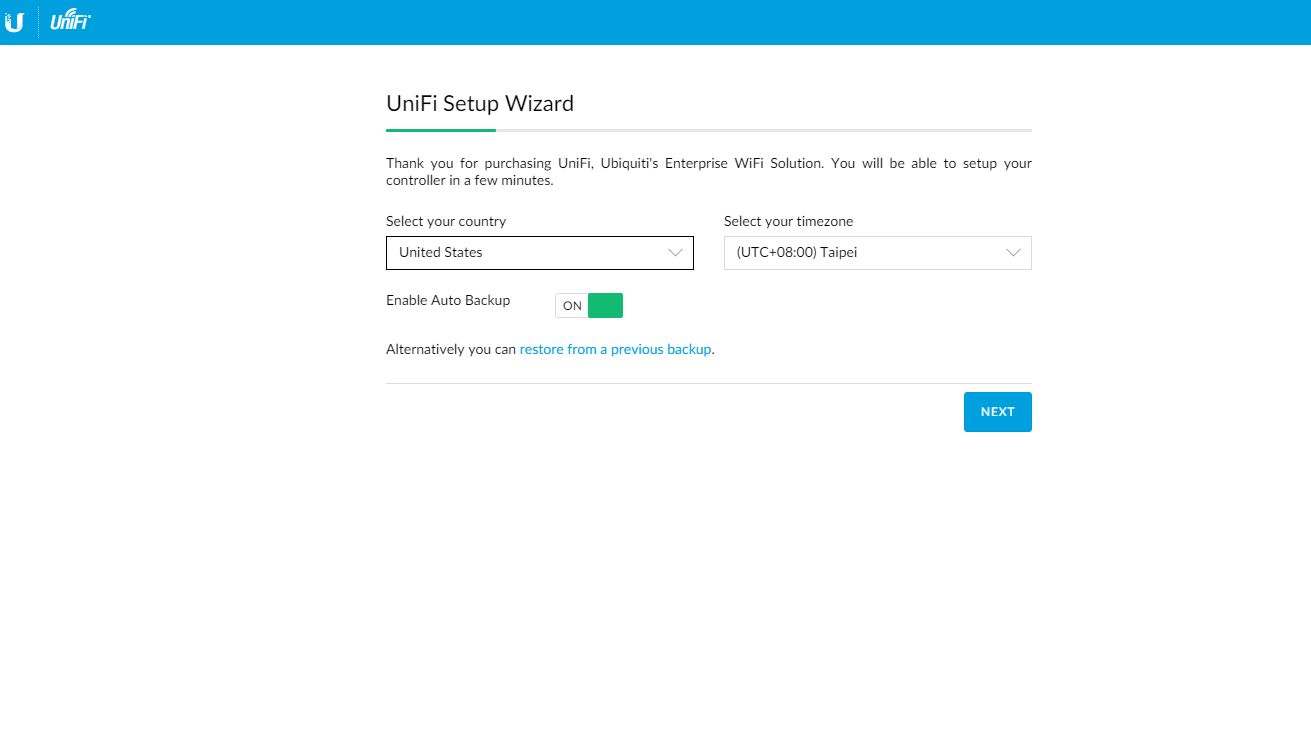 UniFi
UniFi Setup Wizard
Thank you for purchasing UniFi, Ubiquiti's Enterprise WiFi Solution. You will be able to setup your
controller in a few minutes.
Select your country
Select your timezone
United States
(UTC+08:00) Taipei
Enable Auto Backup
ON
Alternatively you can restore from a previous backup.
NEXT